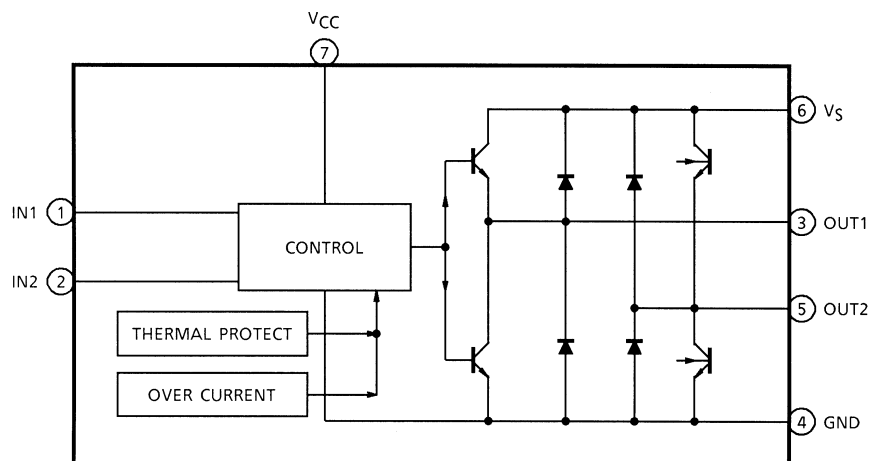 VCC
7
6 VS
IN1 1
3 OUT1
CONTROL
IN2 2
5 OUT2
THERMAL PROTECT
OVER CURRENT
4 GND